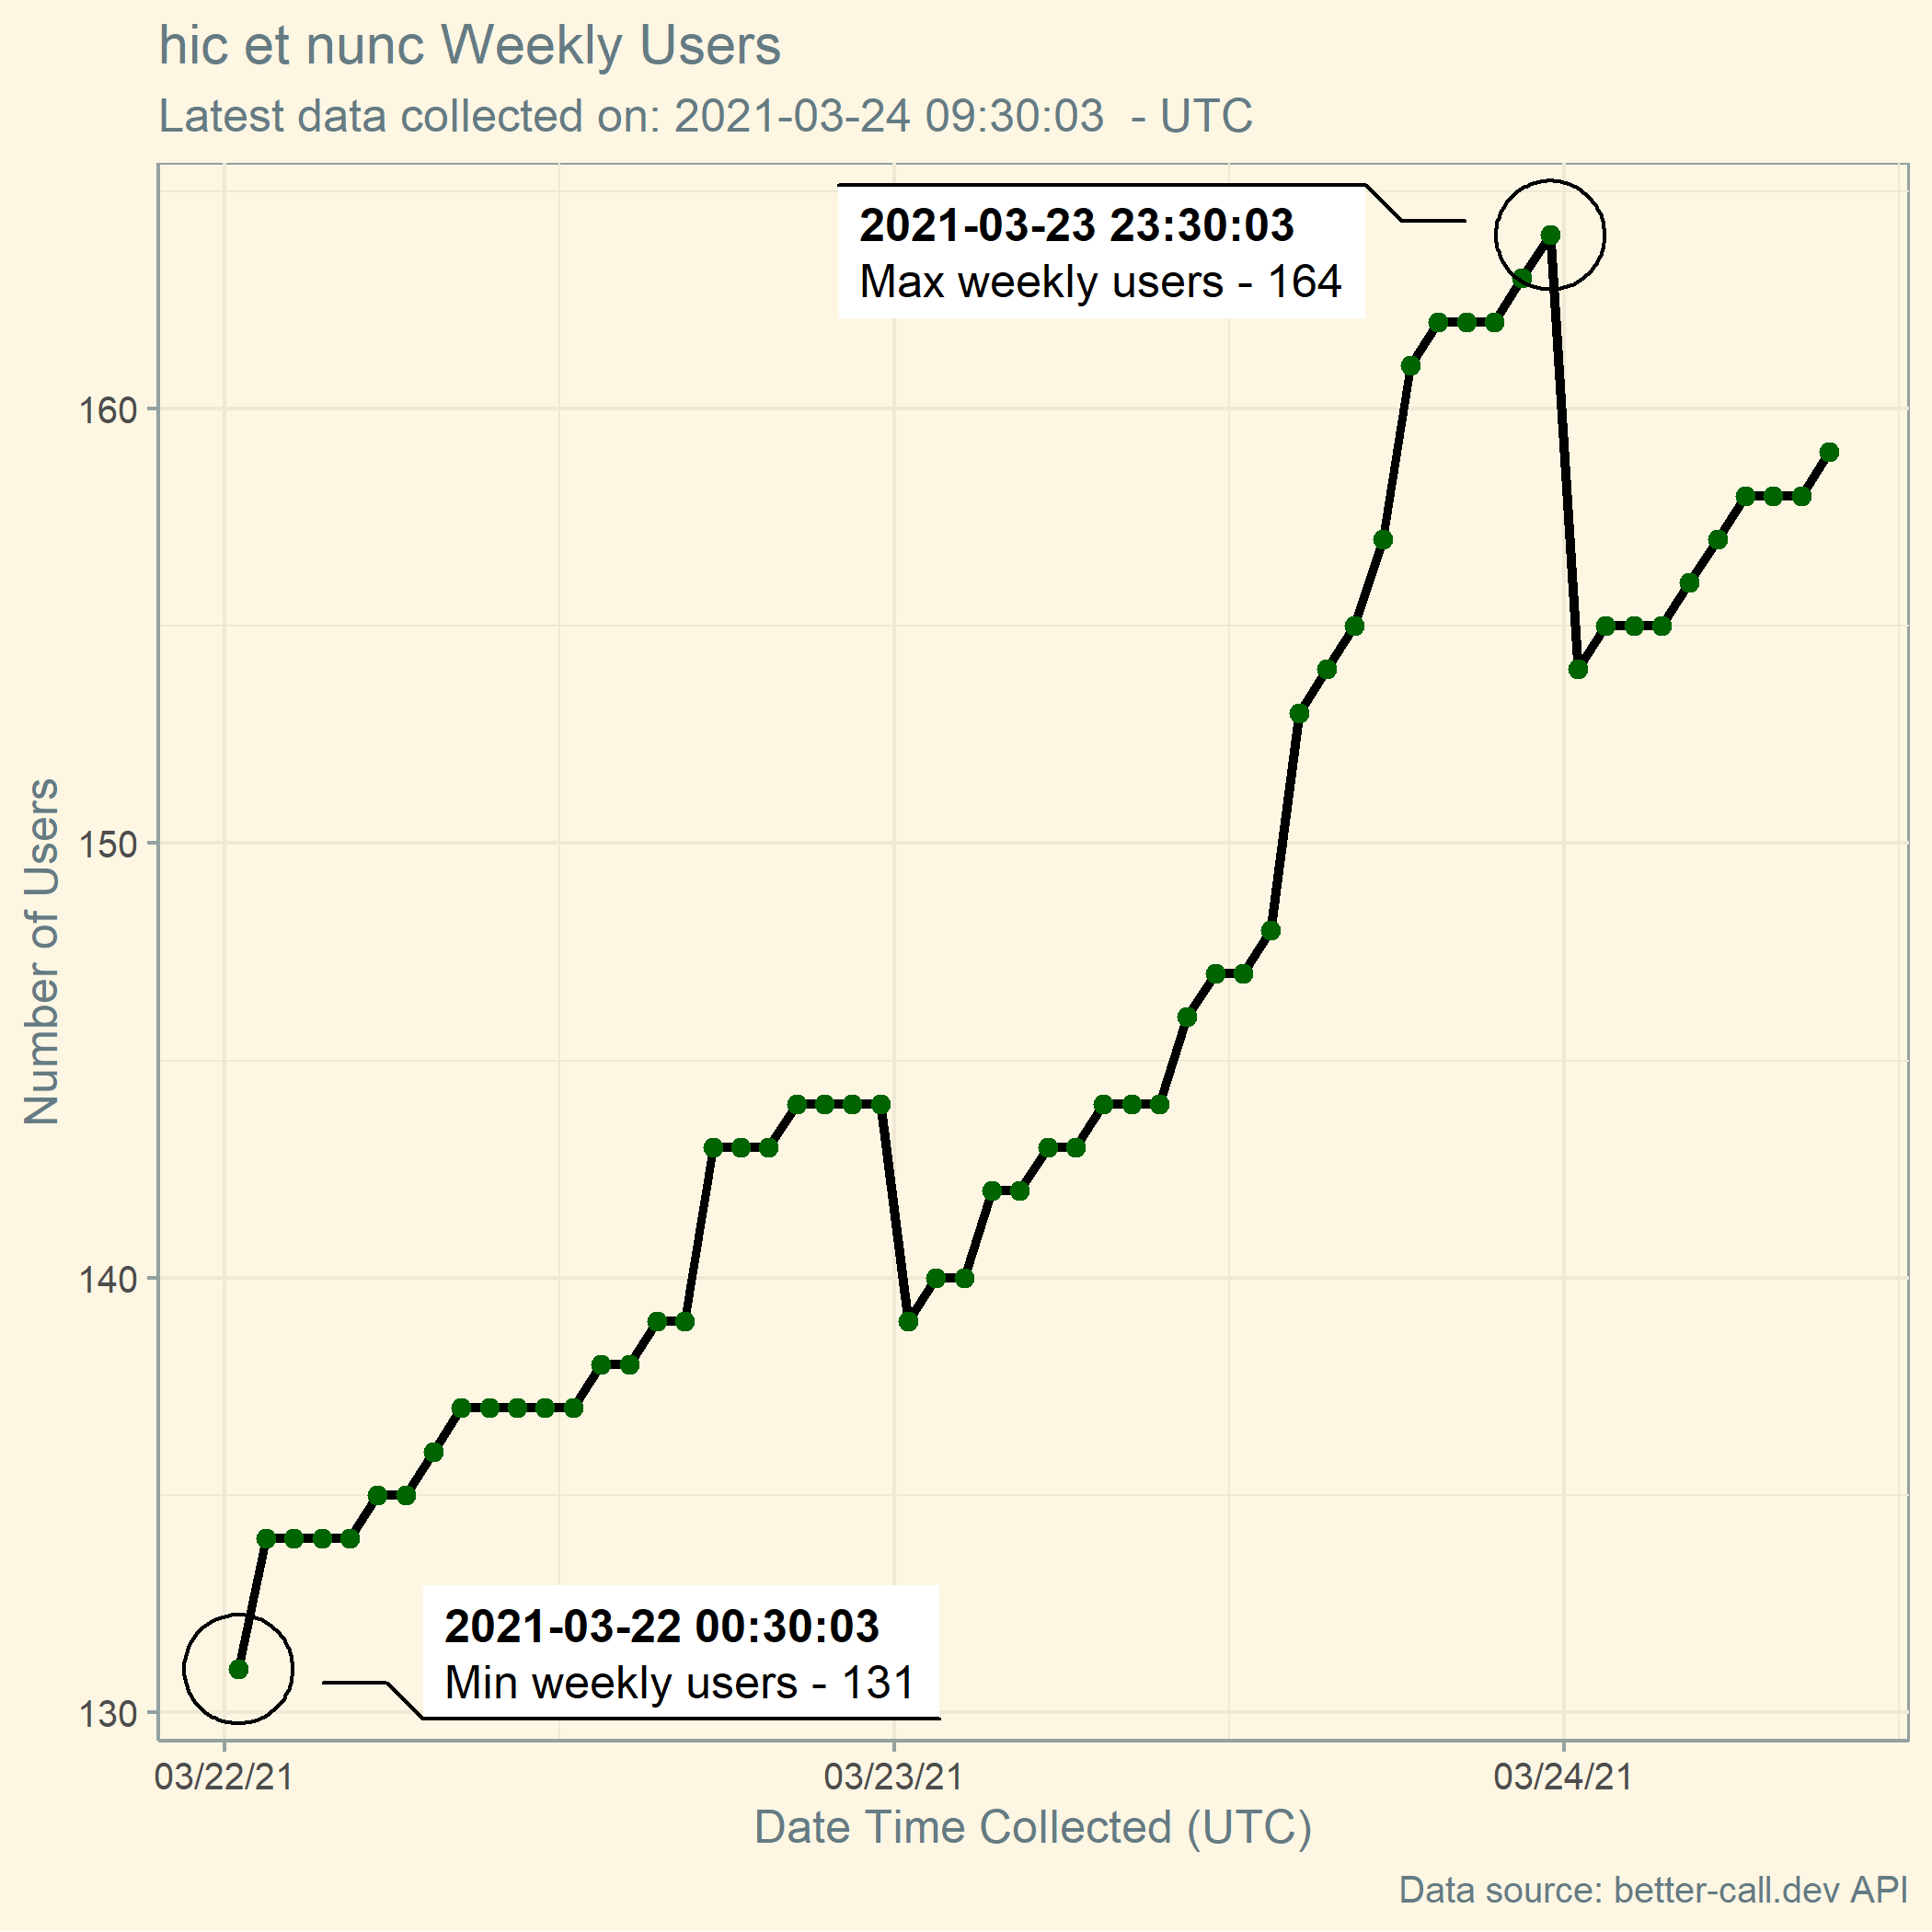 hic et nunc Weekly Users
Latest data collected on: 2021-03-24 09:30:03  - UTC
2021-03-23 23:30:03
Max weekly users - 164
160
150
140
130
Number of Users
2021-03-22 00:30:03
Min weekly users - 131
03/22/21
03/23/21
03/24/21
Date Time Collected (UTC)
Data source: better-call.dev API